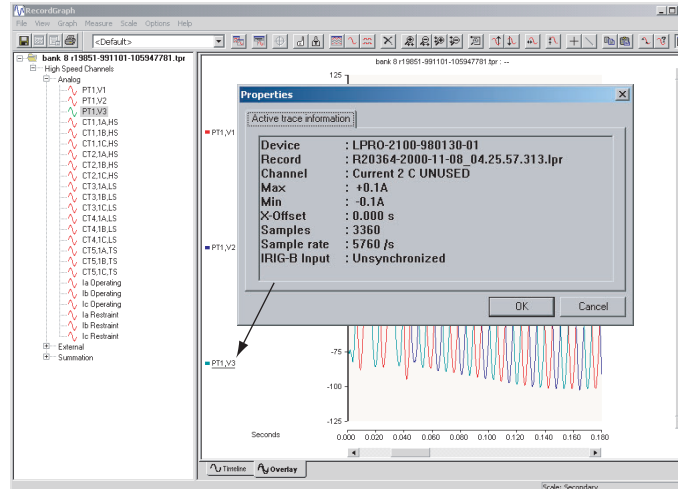 RecordGraph
File View Graph Measure Scale Options Help
<Default>
bank 8 r19851-991101-105947781.tpr
High Speed Channels
Analog
PT1,V1
PT1,V2
PT1,V3
CT1,1A,HS
CT1,1B,HS
CT1,1C,HS
CT2,1A,HS
CT2,1B,HS
CT2,1C,HS
CT3,1A,LS
CT3,1B,LS
CT3,1C,LS
CT4,1A,LS
CT4,1B,LS
CT4,1C,LS
CT5,1A,TS
CT5,1B,TS
CT5,1C,TS
Ia Operating
Ib Operating
Ic Operating
Ia Restraint
Ib Restraint
Ic Restraint
External
Summation
bank 8 r19851-991101-105947781.tpr : --
125
PT1,V1
PT1,V2
PT1,V3
Properties
Active trace information
Device : LPRO-2100-980130-01
Record : R20364-2000-11-08_04.25.57.313.lpr
Channel : Current 2 C UNUSED
Max : +0.1A
Min : -0.1A
X-Offset : 0.000 s
Samples : 3360
Sample rate : 5760 /s
IRIG-B Input : Unsynchronized
OK Cancel
-75
-100
-125
Seconds
0.000 0.020 0.040 0.060 0.080 0.100 0.120 0.140 0.160 0.180
Timeline Overlay
Scale: Secondary